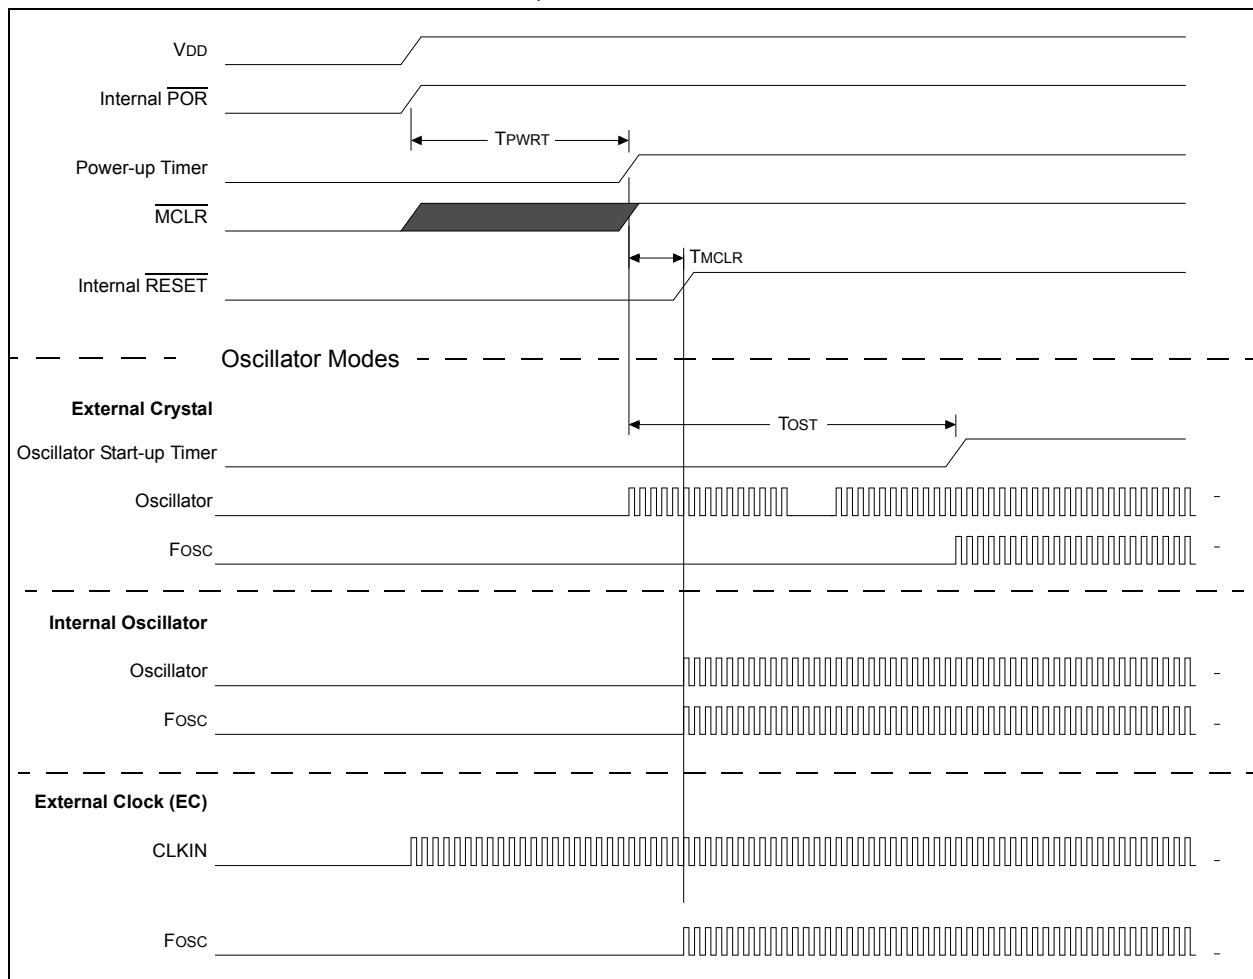 VDD
Internal POR
TPWRT
Power-up Timer
MCLR
TMCLR
Internal RESET
Oscillator Modes
External Crystal
TOST
Oscillator Start-up Timer
Oscillator
FOSC
Internal Oscillator
Oscillator
FOSC
External Clock (EC)
CLKIN
FOSC